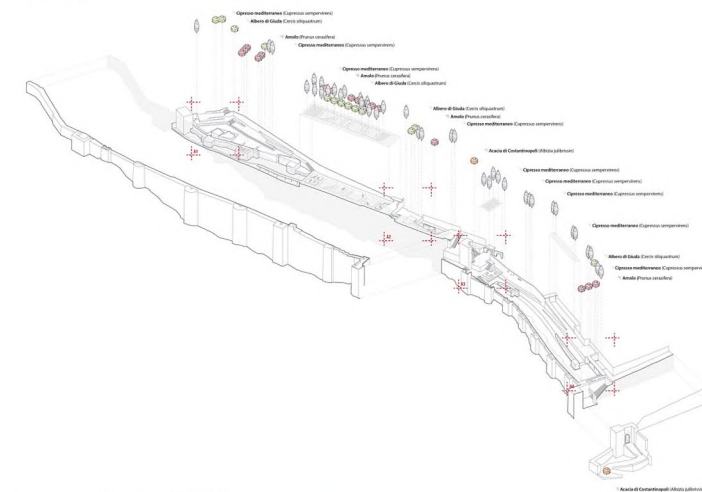 Cipresso mediterraneo (Cupressus sempervirens)
Albero di Giuda (Cercis siliquastrum)
Amolo (Prunus cerasifera)
Cipresso mediterraneo (Cupressus sempervirens)
Cipresso mediterraneo (Cupressus sempervirens)
Amolo (Prunus cerasifera)
Albero di Giuda (Cercis siliquastrum)
Albero di Giuda (Cercis siliquastrum)
Amolo (Prunus cerasifera)
Cipresso mediterraneo (Cupressus sempervirens)
Acacia di Costantinopoli (Albizia julibrissin)
Cipresso mediterraneo (Cupressus sempervirens)
Cipresso mediterraneo (Cupressus sempervirens)
Cipresso mediterraneo (Cupressus sempervirens)
Cipresso mediterraneo (Cupressus sempervirens)
Albero di Giuda (Cercis siliquastrum)
Cipresso mediterraneo (Cupressus semperv
Amolo (Prunus cerasifera)
Acacia di Costantinopoli (Albizia julibrissin